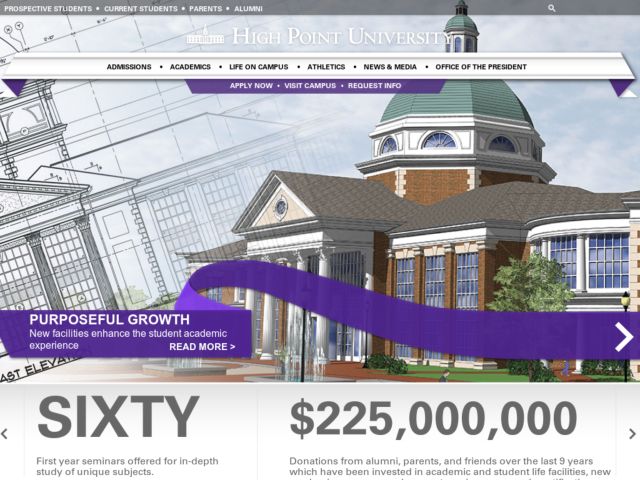 PROSPECTIVE STUDENTS • CURRENT STUDENTS • PARENTS • ALUMNI
HIGH POINT UNIVERSITY
ADMISSIONS • ACADEMICS • LIFE ON CAMPUS • ATHLETICS • NEWS & MEDIA • OFFICE OF THE PRESIDENT
APPLY NOW • VISIT CAMPUS • REQUEST INFO
PURPOSEFUL GROWTH
New facilities enhance the student academic
experience
READ MORE >
AST ELEVAT
SIXTY
First year seminars offered for in-depth
study of unique subjects.
$225,000,000
Donations from alumni, parents, and friends over the last 9 years
which have been invested in academic and student life facilities, new